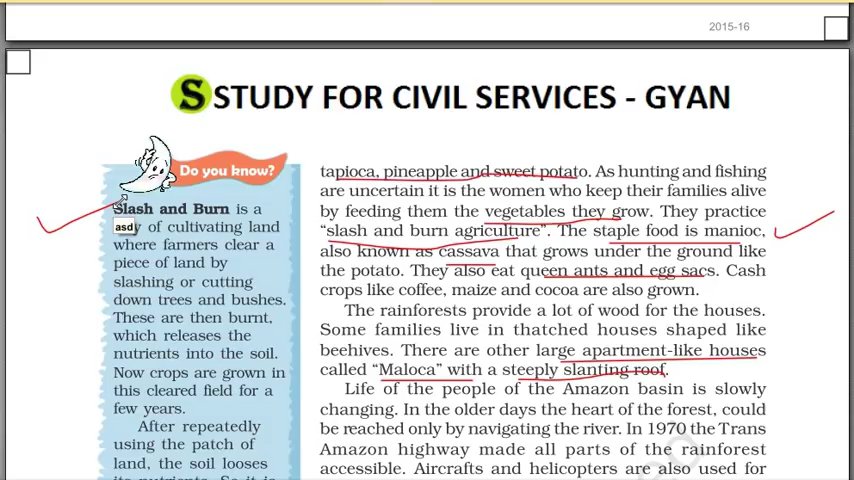 2015-16
S STUDY FOR CIVIL SERVICES - GYAN
Do you know?
Slash and Burn is a
asd
y of cultivating land
where farmers clear a
piece of land by
slashing or cutting
down trees and bushes.
These are then burnt,
which releases the
nutrients into the soil.
Now crops are grown in
this cleared field for a
few years.
After repeatedly
using the patch of
land, the soil looses
its nutrients. So it is
tapioca, pineapple and sweet potato. As hunting and fishing
are uncertain it is the women who keep their families alive
by feeding them the vegetables they grow. They practice
“slash and burn agriculture”. The staple food is manioc,
also known as cassava that grows under the ground like
the potato. They also eat queen ants and egg sacs. Cash
crops like coffee, maize and cocoa are also grown.
The rainforests provide a lot of wood for the houses.
Some families live in thatched houses shaped like
beehives. There are other large apartment-like houses
called “Maloca” with a steeply slanting roof.
Life of the people of the Amazon basin is slowly
changing. In the older days the heart of the forest, could
be reached only by navigating the river. In 1970 the Trans
Amazon highway made all parts of the rainforest
accessible. Aircrafts and helicopters are also used for